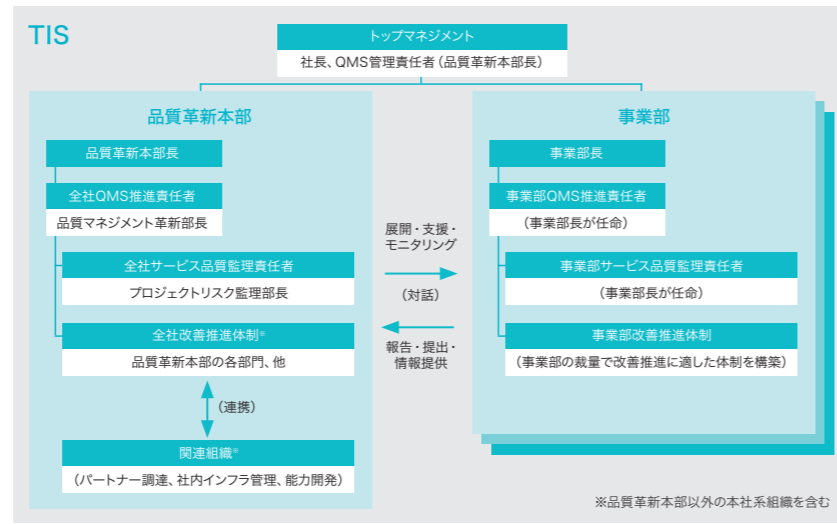 TIS
トップマネジメント
社長、QMS管理責任者（品質革新本部長）
品質革新本部
品質革新本部長
全社QMS推進責任者
品質マネジメント革新部長
全社サービス品質監理責任者
プロジェクトリスク監理部長
全社改善推進体制※
品質革新本部の各部門、他
（連携）
関連組織※
（パートナー調達、社内インフラ管理、能力開発）
展開・支援・
モニタリング
（対話）
報告・提出・
情報提供
事業部
事業部長
事業部QMS推進責任者
（事業部長が任命）
事業部サービス品質監理責任者
（事業部長が任命）
事業部改善推進体制
（事業部の裁量で改善推進に適した体制を構築）
※品質革新本部以外の本社系組織を含む